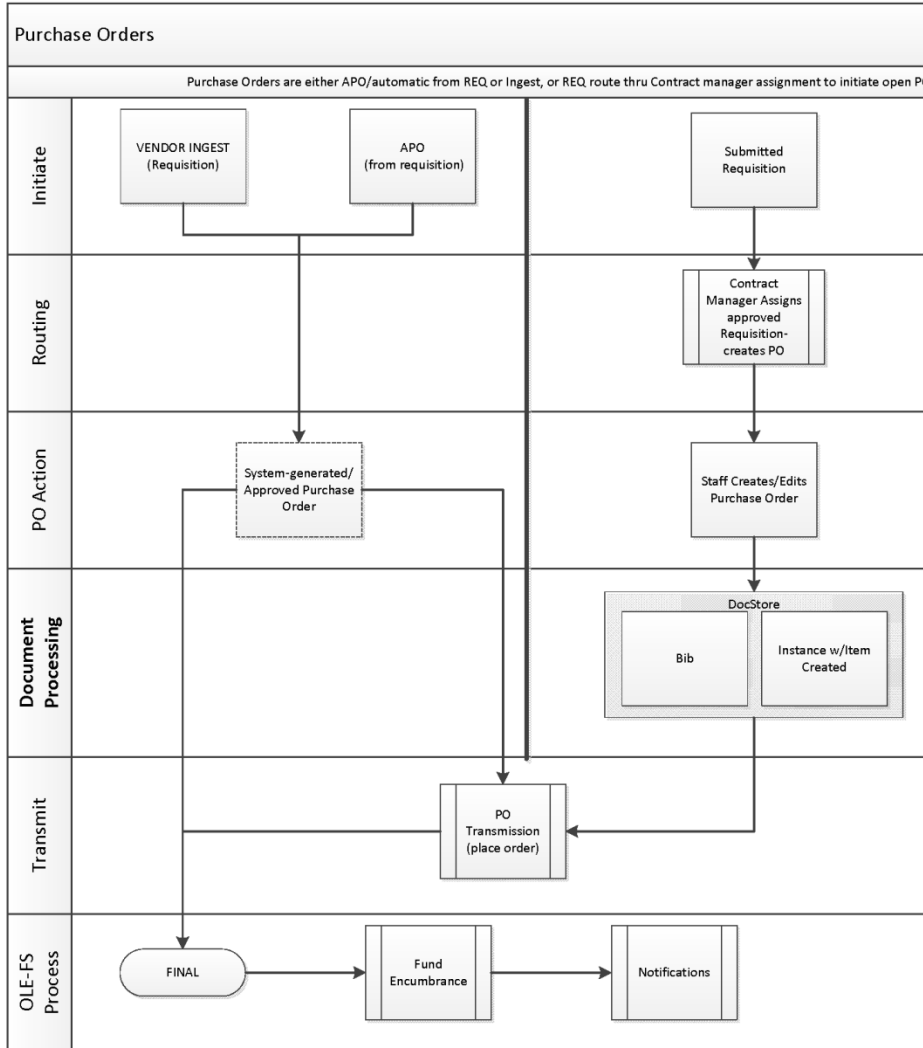 Purchase Orders
Purchase Orders are either APO/automatic from REQ or Ingest, or REQ route thru Contract manager assignment to initiate open
Initiate
VENDOR INGEST
(Requisition)
APO
(from requisition)
Submitted
Requisition
Routing
Contract
Manager Assigns
approved
Requisition-
creates PO
PO Action
System-generated/
Approved Purchase
Order
Staff Creates/Edits
Purchase Order
Document
Processing
DocStore
Bib
Instance w/Item
Created
Transmit
PO
Transmission
(place order)
OLE-FS
Process
FINAL
Fund
Encumbrance
Notifications